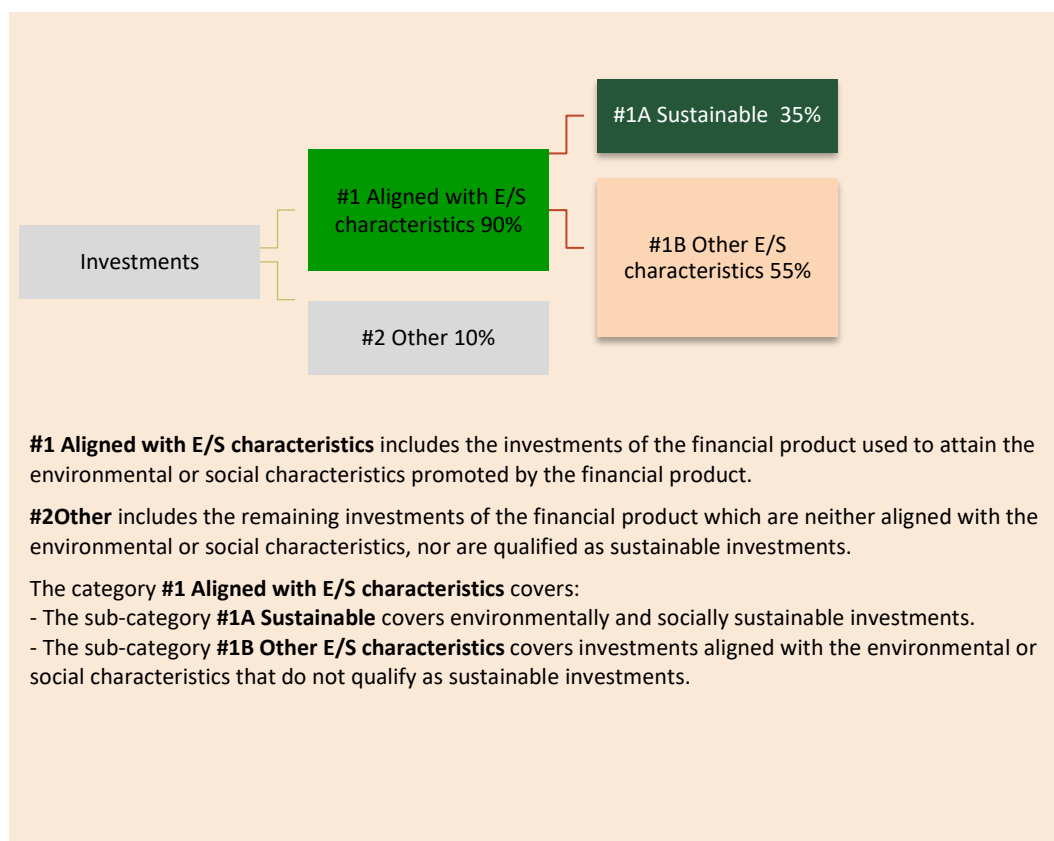 #1A Sustainable 35%
#1 Aligned with E/S
characteristics 90%
#1B Other E/S
characteristics 55%
Investments
#2 Other 10%
#1 Aligned with E/S characteristics includes the investments of the financial product used to attain the
environmental or social characteristics promoted by the financial product.
#2Other includes the remaining investments of the financial product which are neither aligned with the
environmental or social characteristics, nor are qualified as sustainable investments.
The category #1 Aligned with E/S characteristics covers:
- The sub-category #1A Sustainable covers environmentally and socially sustainable investments.
- The sub-category #1B Other E/S characteristics covers investments aligned with the environmental or
social characteristics that do not qualify as sustainable investments.